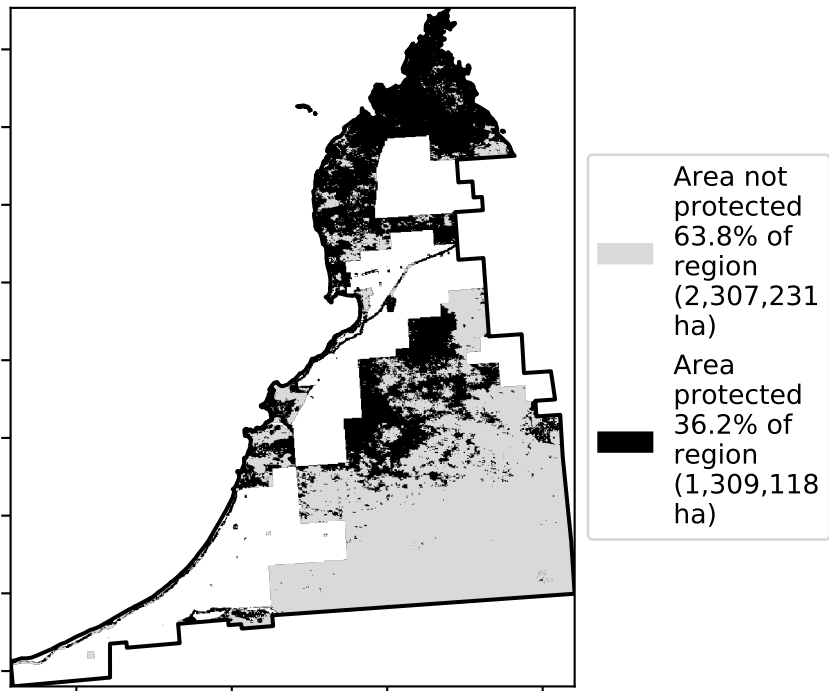 Area not
protected
63.8% of
region
(2,307,231
ha)
Area
protected
36.2% of
region
(1,309,118
ha)